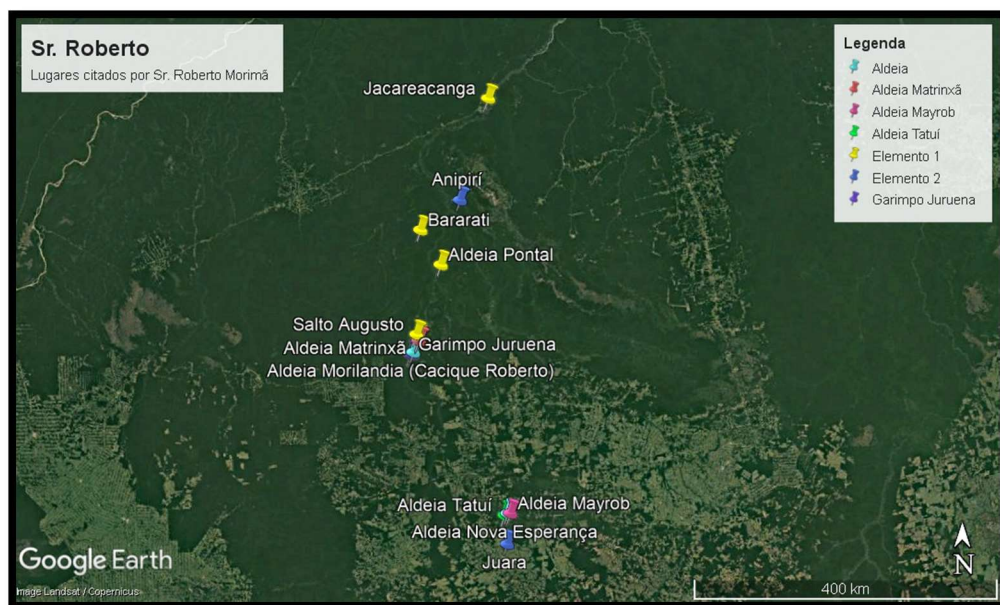 Sr. Roberto
Lugares citados por Sr. Roberto Morimã
Legenda
Aldeia
Aldeia Matrinxã
Aldeia Mayrob
Aldeia Tatuí
Elemento 1
Elemento 2
Garimpo Juruena
Jacareacanga
Anipirí
Bararati
Aldeia Pontal
Salto Augusto
Aldeia Matrinxã
Garimpo Juruena
Aldeia Morilandia (Cacique Roberto)
Aldeia Tatuí
Aldeia Mayrob
Aldeia Nova Esperança
Juara
Google Earth
Image Landsat / Copernicus
400 km
N